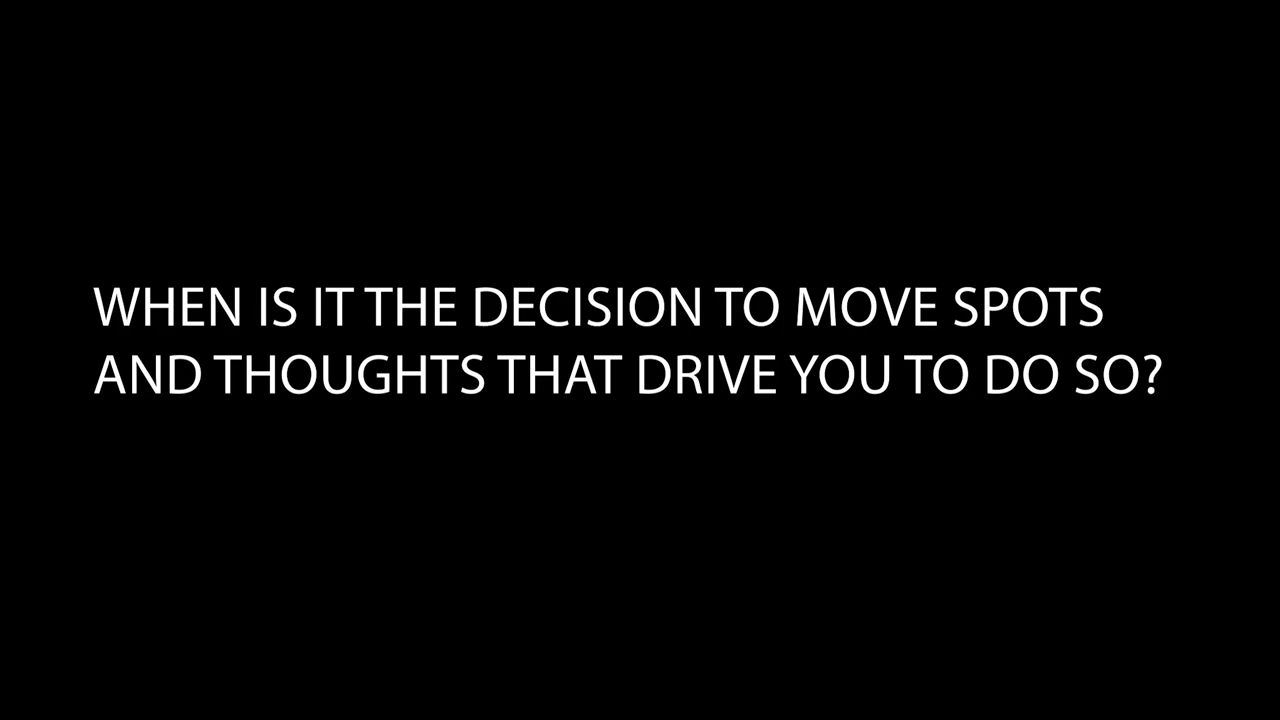 WHEN IS IT THE DECISION TO MOVE SPOTS
AND THOUGHTS THAT DRIVE YOU TO DO SO?